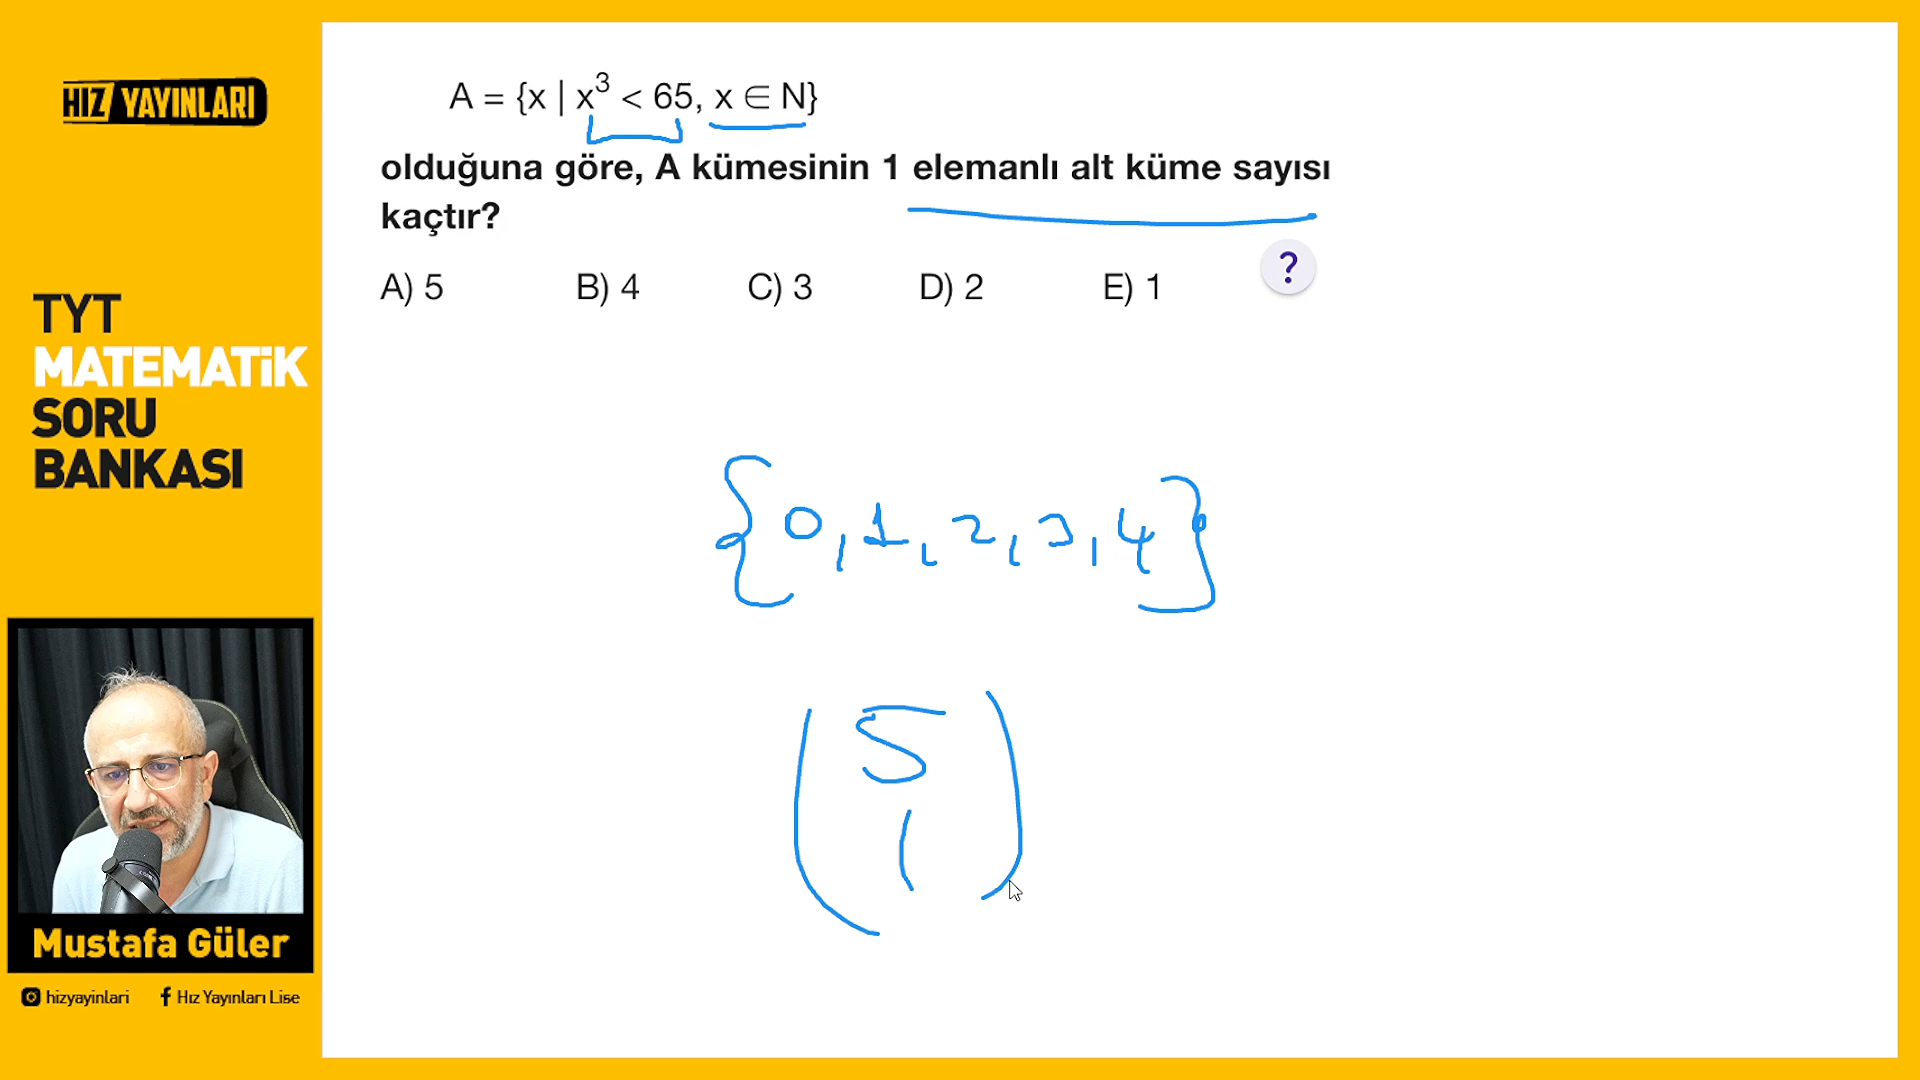 HIZ YAYINLARI
TYT
MATEMATİK
SORU
BANKASI
Mustafa Güler
hizyayinlari
Hız Yayınları Lise
A = {x | x³ < 65, x ∈ N}
olduğuna göre, A kümesinin 1 elemanlı alt küme sayısı
kaçtır?
A) 5 B) 4 C) 3 D) 2 E) 1
?
{0, 1, 2, 3, 4}
(5
1)